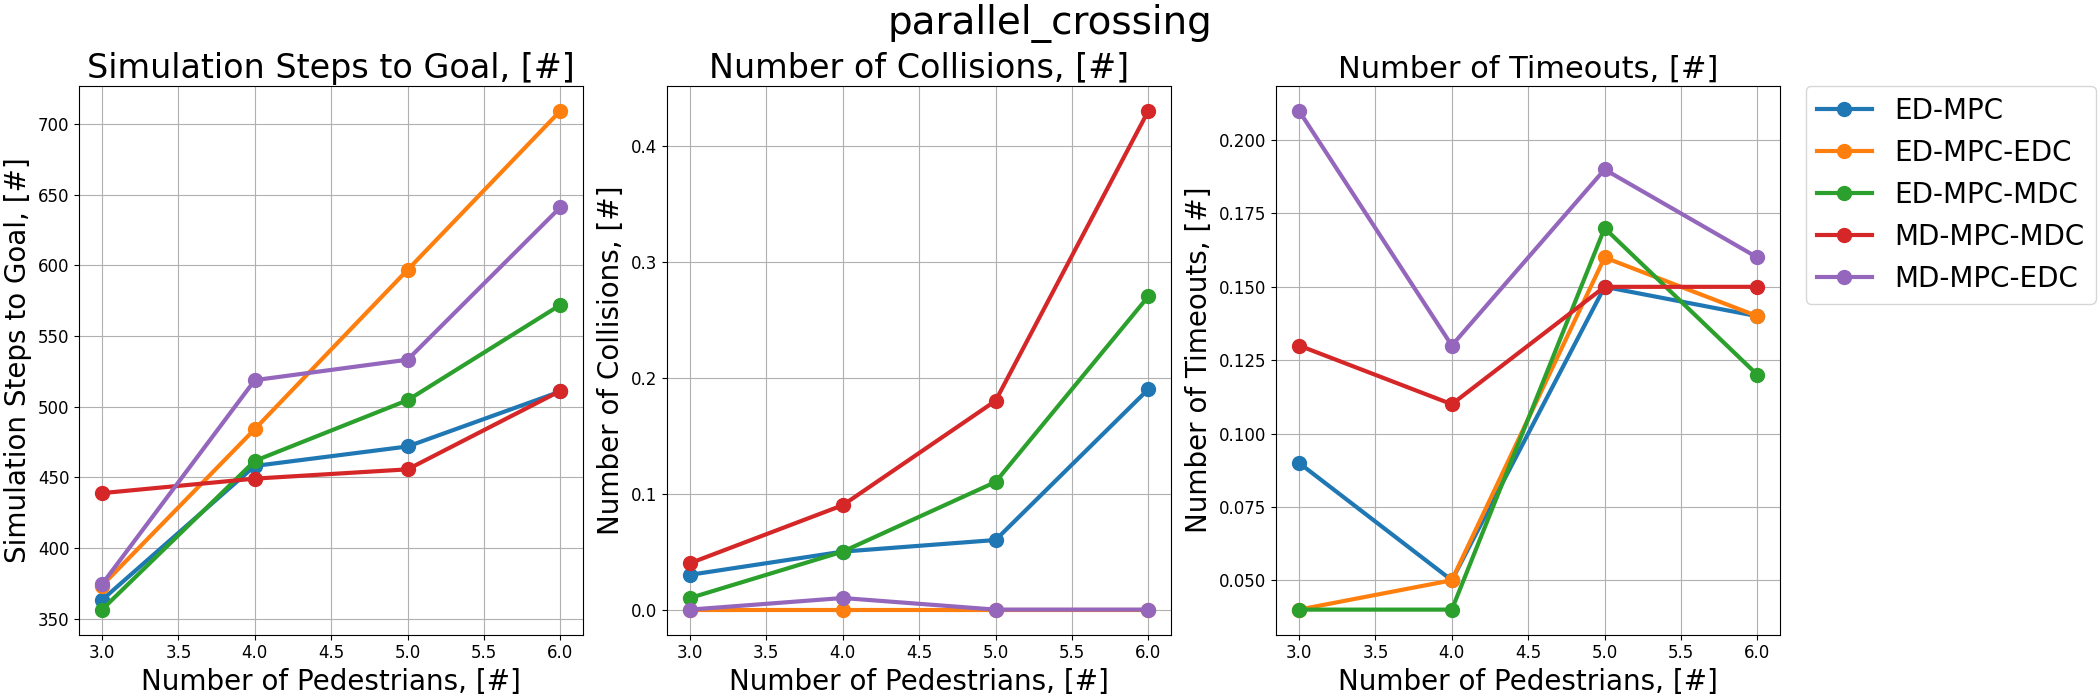 parallel_crossing
Simulation Steps to Goal, [#]
Simulation Steps to Goal, [#]
700
650
600
550
500
450
400
350
3.0 3.5 4.0 4.5 5.0 5.5 6.0
Number of Pedestrians, [#]
Number of Collisions, [#]
Number of Collisions, [#]
0.4
0.3
0.2
0.1
0.0
3.0 3.5 4.0 4.5 5.0 5.5 6.0
Number of Pedestrians, [#]
Number of Timeouts, [#]
Number of Timeouts, [#]
0.200
0.175
0.150
0.125
0.100
0.075
0.050
3.0 3.5 4.0 4.5 5.0 5.5 6.0
Number of Pedestrians, [#]
ED-MPC
ED-MPC-EDC
ED-MPC-MDC
MD-MPC-MDC
MD-MPC-EDC